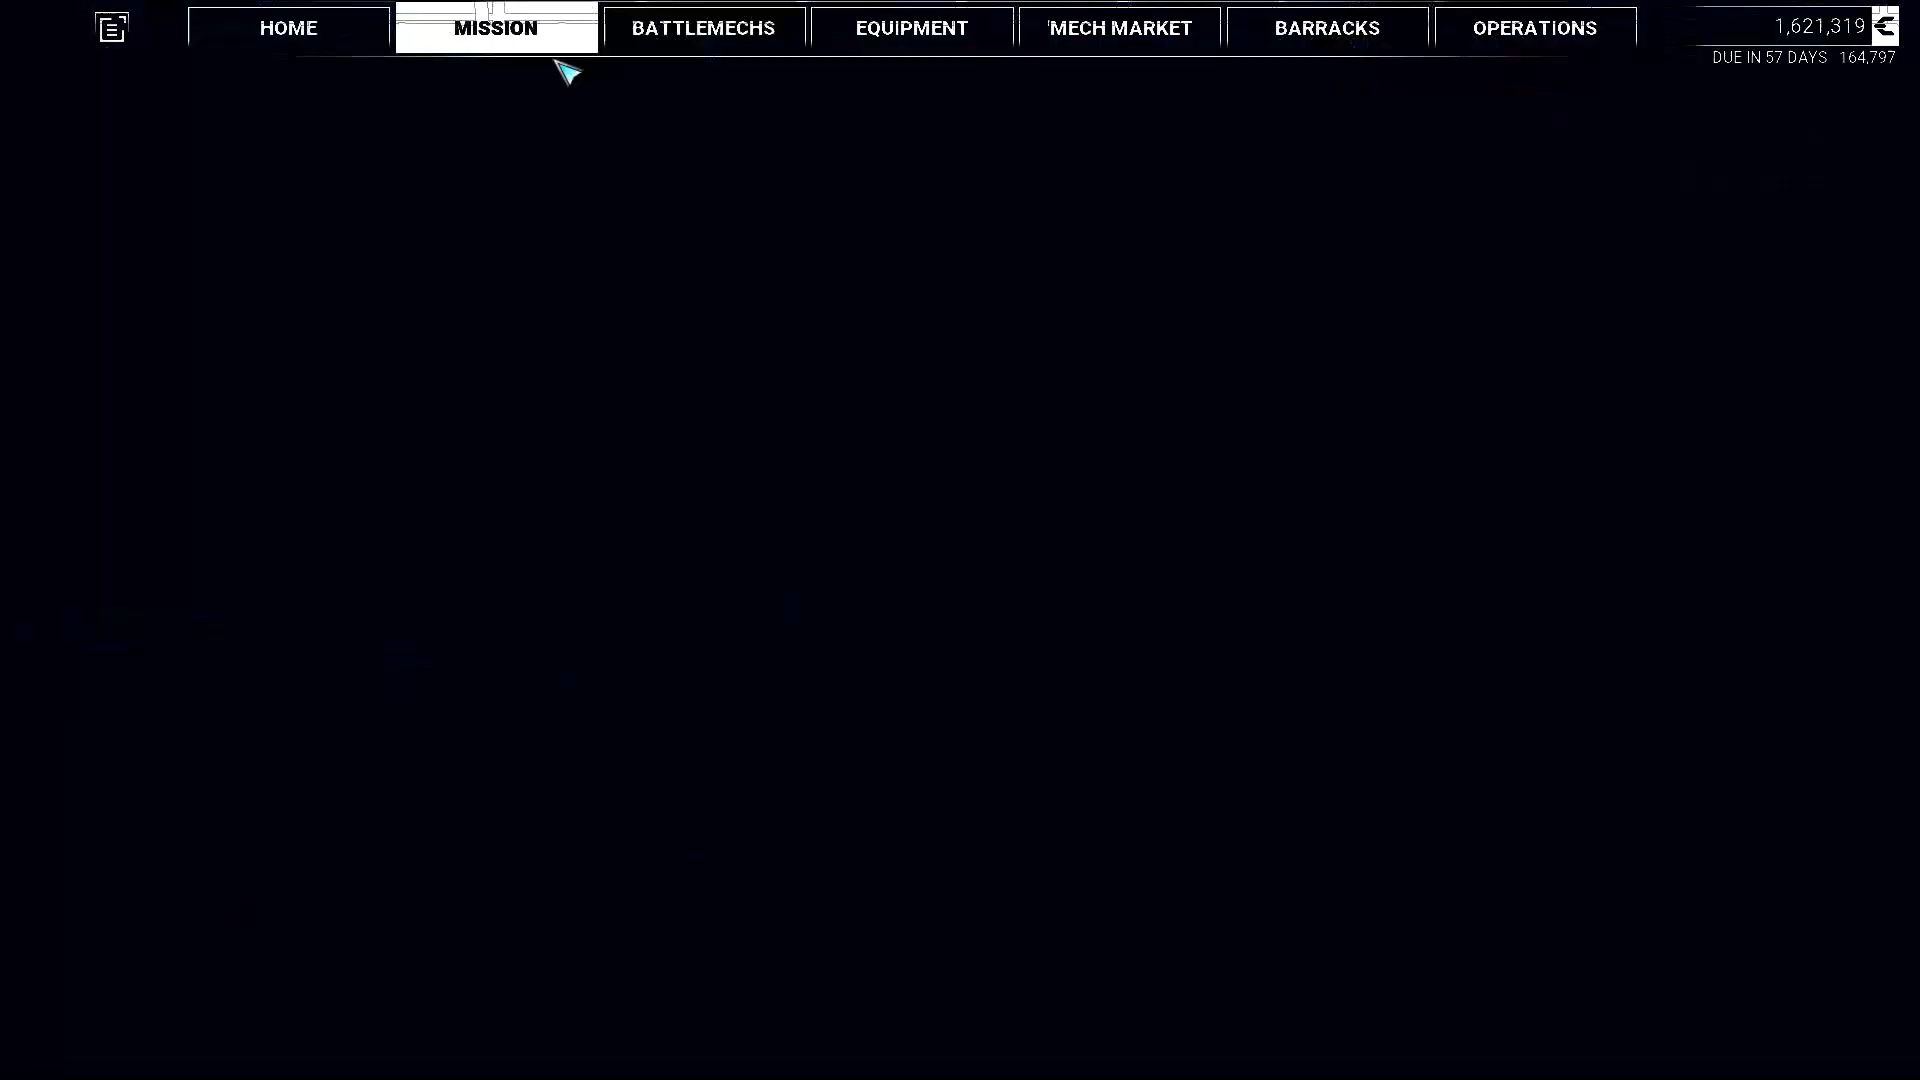 HOME
MISSION
BATTLEMECHS
EQUIPMENT
'MECH MARKET
BARRACKS
OPERATIONS
1,621,319
DUE IN 57 DAYS 164,797